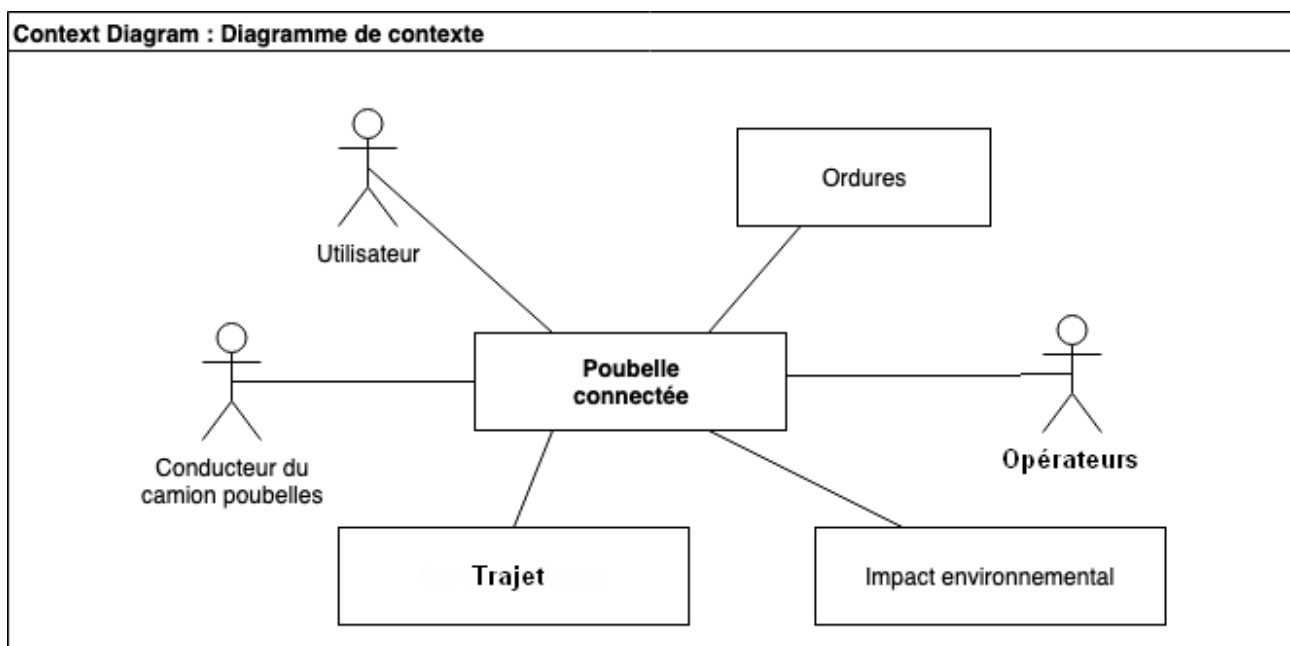 Context Diagram : Diagramme de contexte
Utilisateur
Ordures
Poubelle
connectée
Conducteur du
camion poubelles
Opérateurs
Trajet
Impact environnemental